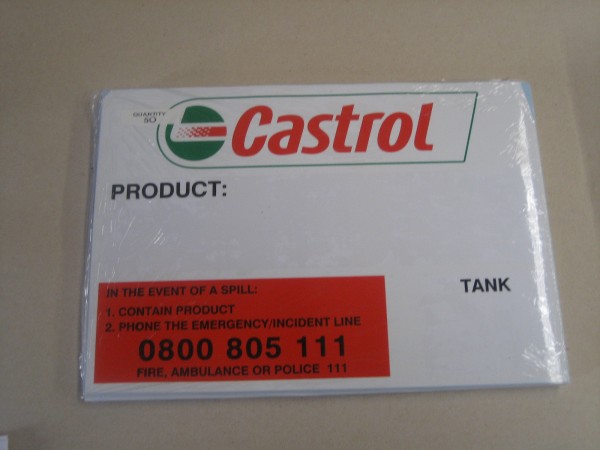 QUANTITY
50
Castrol
PRODUCT:
TANK
IN THE EVENT OF A SPILL:
1. CONTAIN PRODUCT
2. PHONE THE EMERGENCY/INCIDENT LINE
0800 805 111
FIRE, AMBULANCE OR POLICE 111